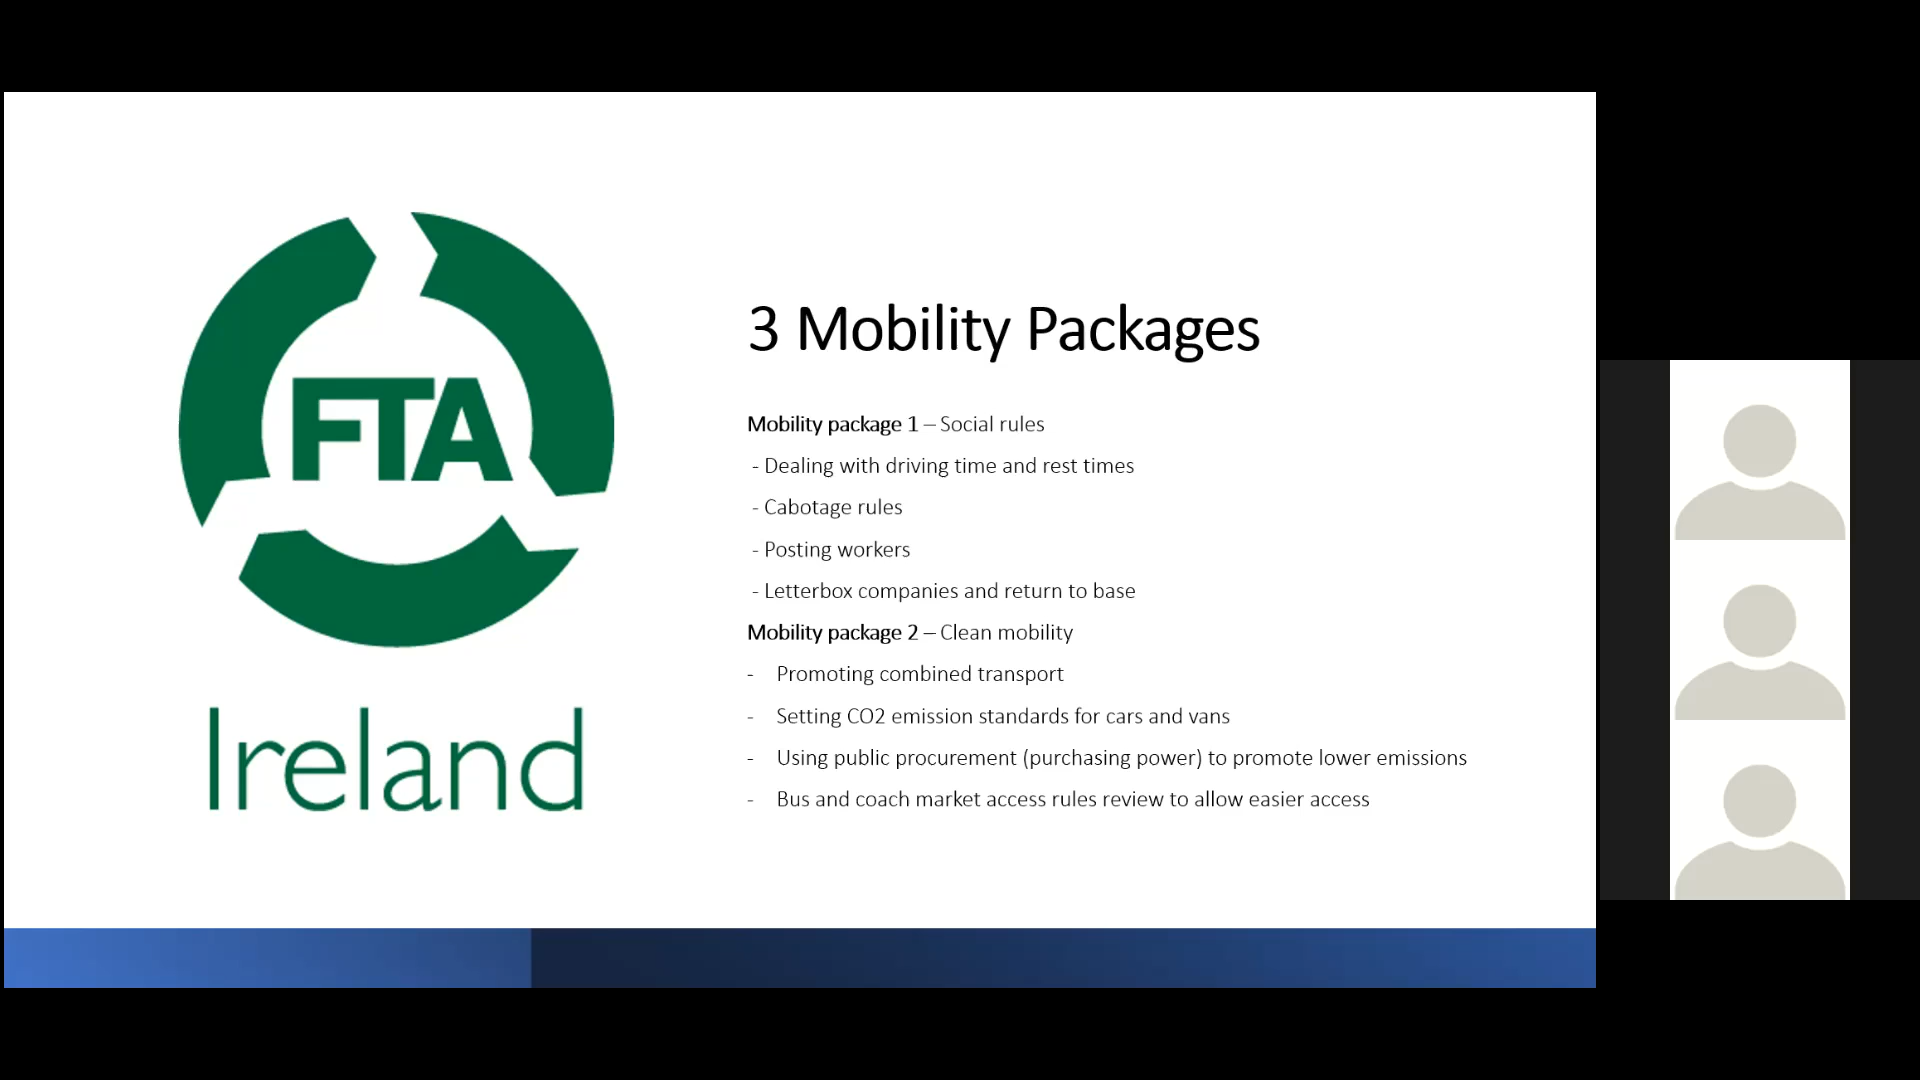 FTA
Ireland
3 Mobility Packages
Mobility package 1 – Social rules
- Dealing with driving time and rest times
- Cabotage rules
- Posting workers
- Letterbox companies and return to base
Mobility package 2 – Clean mobility
- Promoting combined transport
- Setting CO2 emission standards for cars and vans
- Using public procurement (purchasing power) to promote lower emissions
- Bus and coach market access rules review to allow easier access